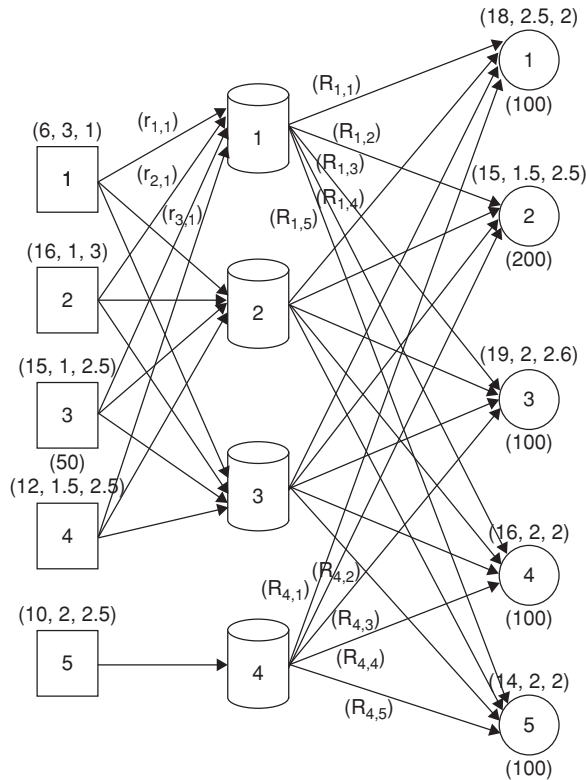 (18, 2.5, 2)
1
(100)
(6, 3, 1)
1
(r1,1)
(r2,1)
(r3,1)
1
(R1,1)
(R1,2)
(R1,3)
(R1,4)
(R1,5)
(15, 1.5, 2.5)
2
(200)
(16, 1, 3)
2
2
(15, 1, 2.5)
3
(50)
(19, 2, 2.6)
3
(100)
(12, 1.5, 2.5)
4
3
(16, 2, 2)
4
(100)
(10, 2, 2.5)
5
4
(R4,1)
(R4,2)
(R4,3)
(R4,4)
(R4,5)
(14, 2, 2)
5
(100)